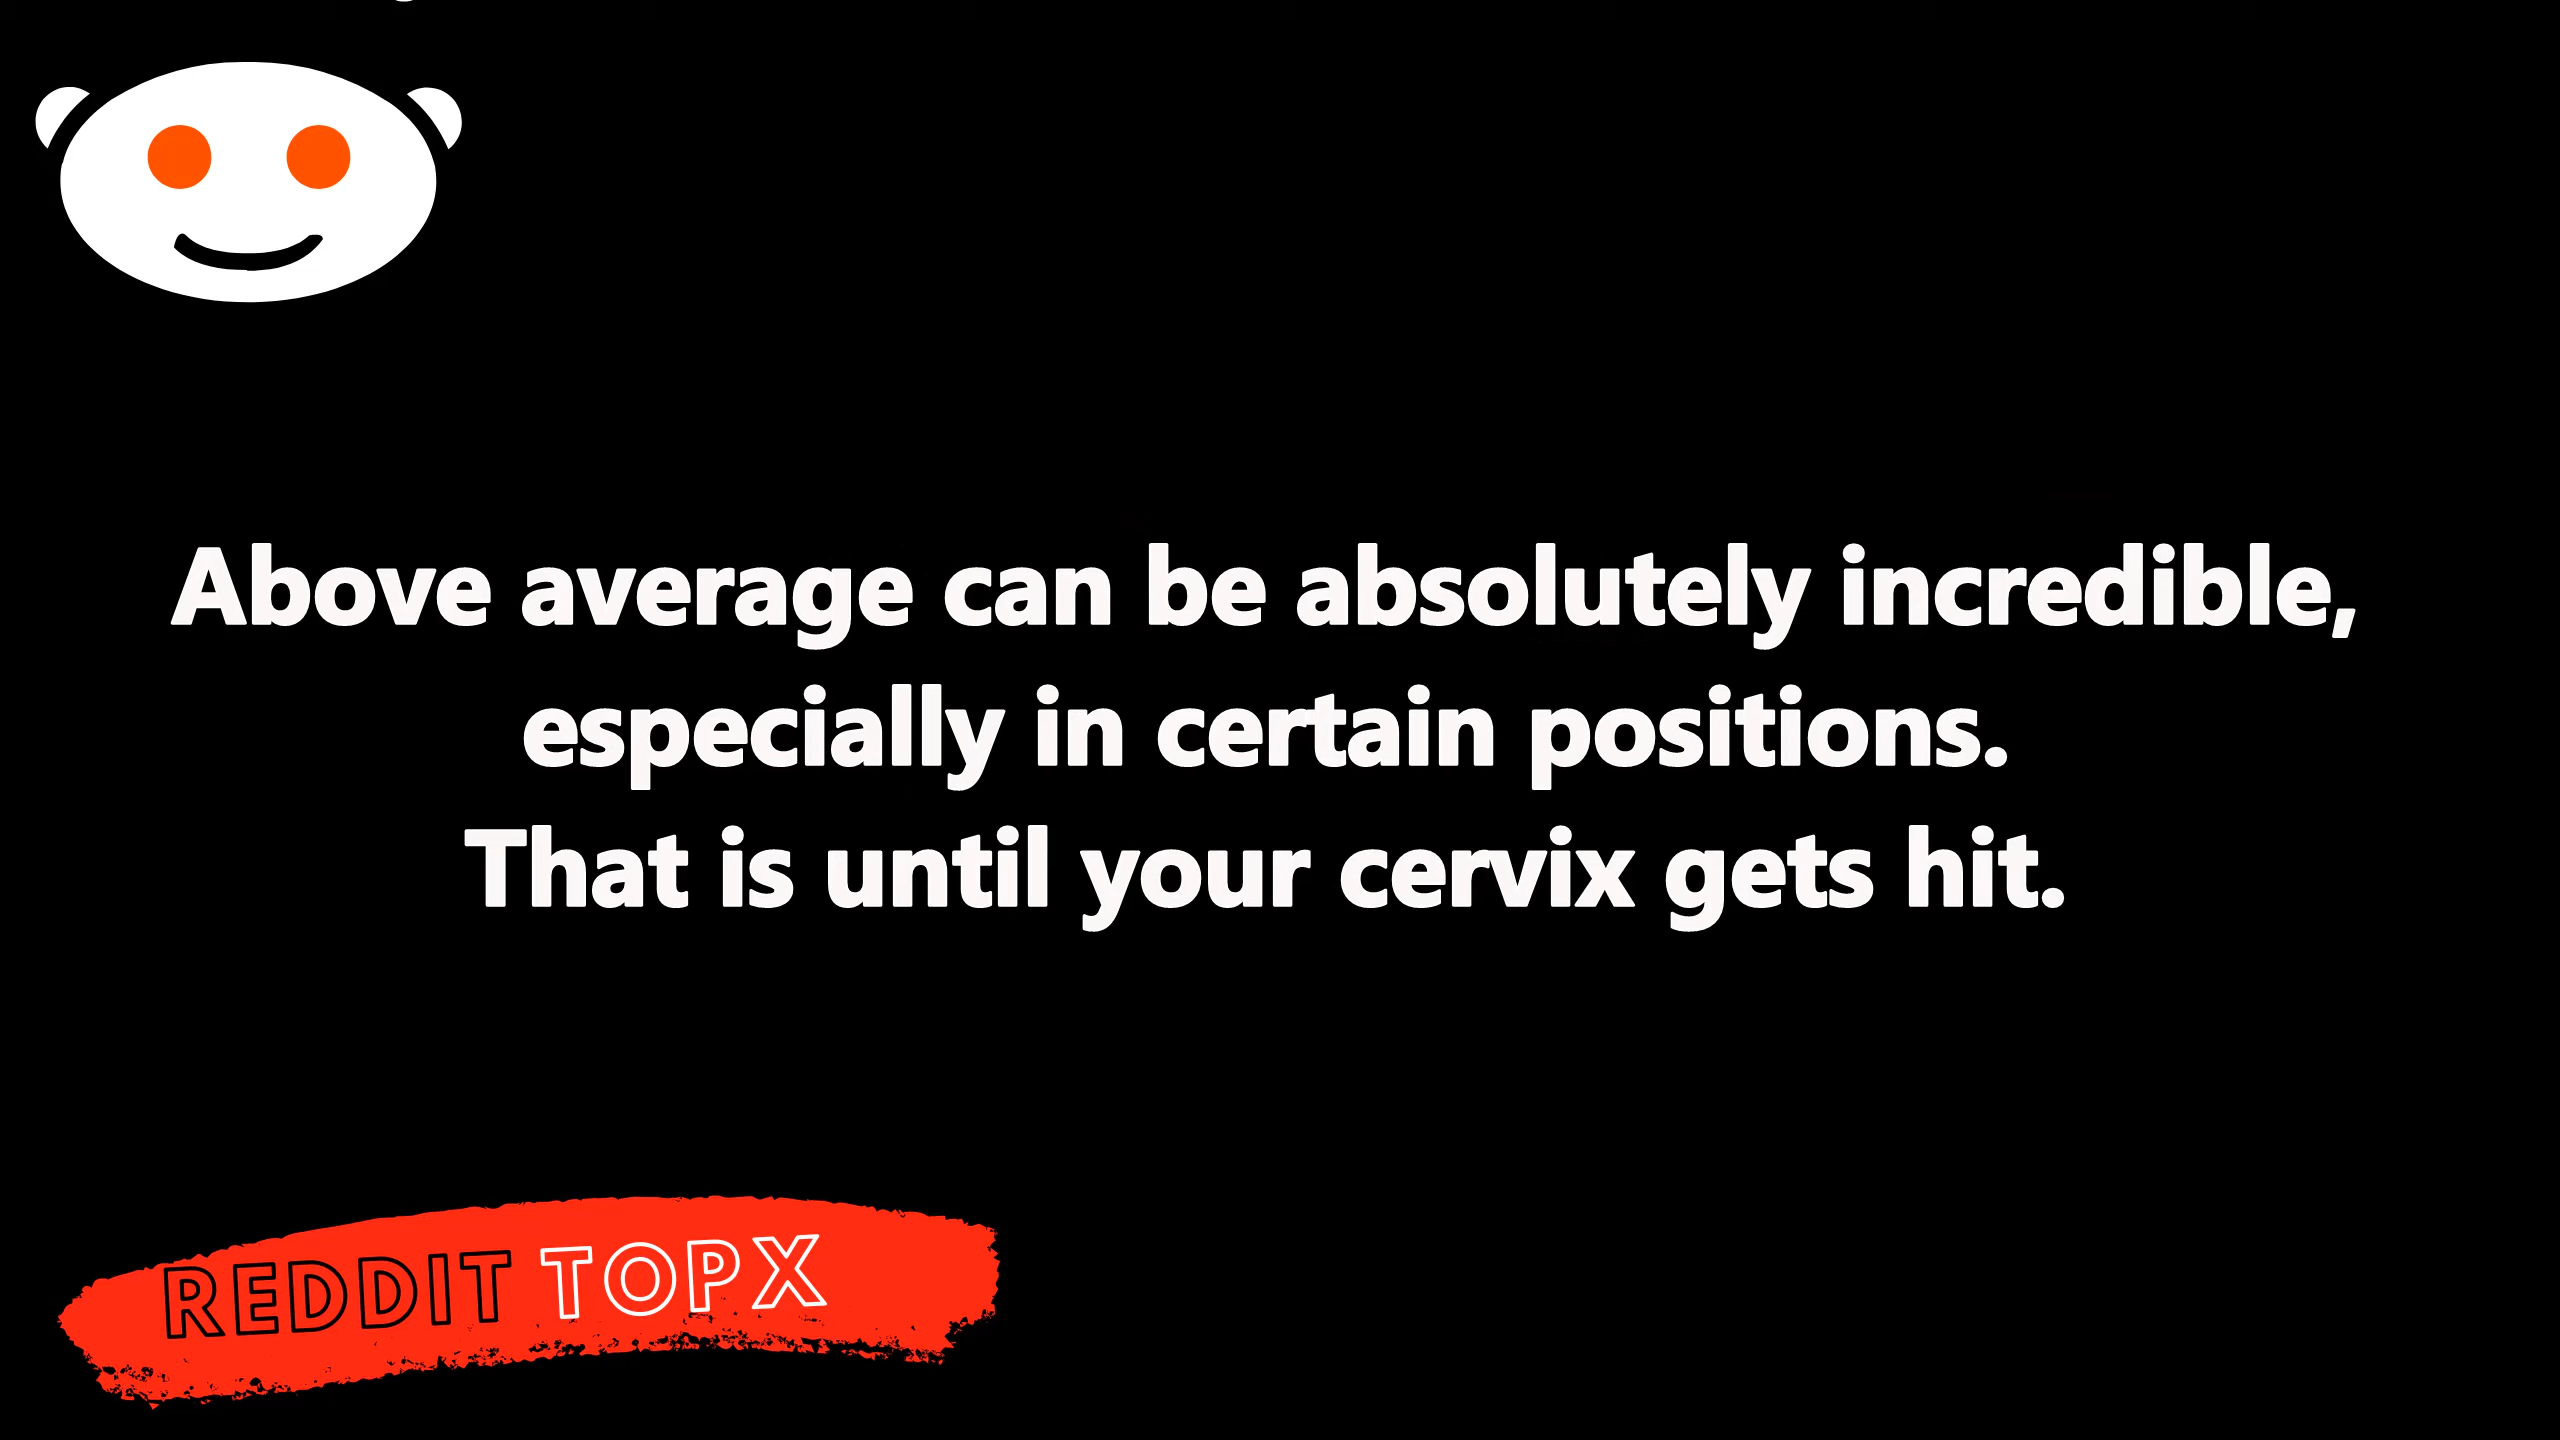 Above average can be absolutely incredible,
especially in certain positions.
That is until your cervix gets hit.
REDDIT TOPX